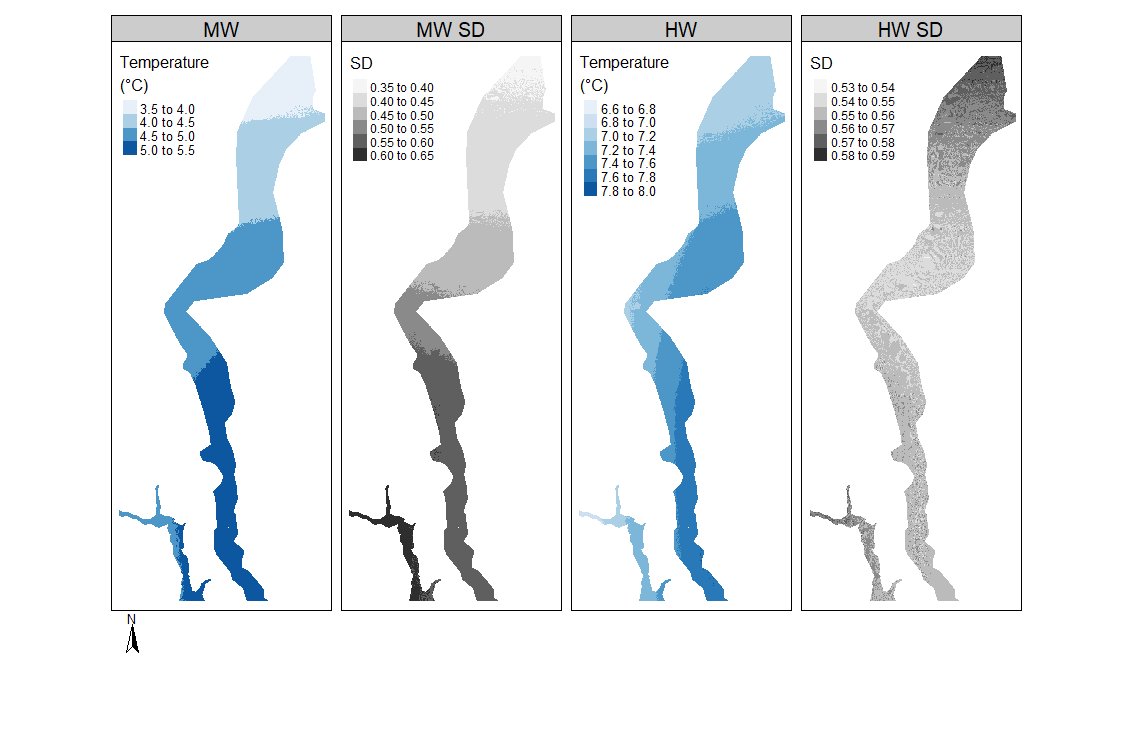 MW
Temperature
(°C)
3.5 to 4.0
4.0 to 4.5
4.5 to 5.0
5.0 to 5.5
MW SD
SD
0.35 to 0.40
0.40 to 0.45
0.45 to 0.50
0.50 to 0.55
0.55 to 0.60
0.60 to 0.65
HW
Temperature
(°C)
6.6 to 6.8
6.8 to 7.0
7.0 to 7.2
7.2 to 7.4
7.4 to 7.6
7.6 to 7.8
7.8 to 8.0
HW SD
SD
0.53 to 0.54
0.54 to 0.55
0.55 to 0.56
0.56 to 0.57
0.57 to 0.58
0.58 to 0.59
N